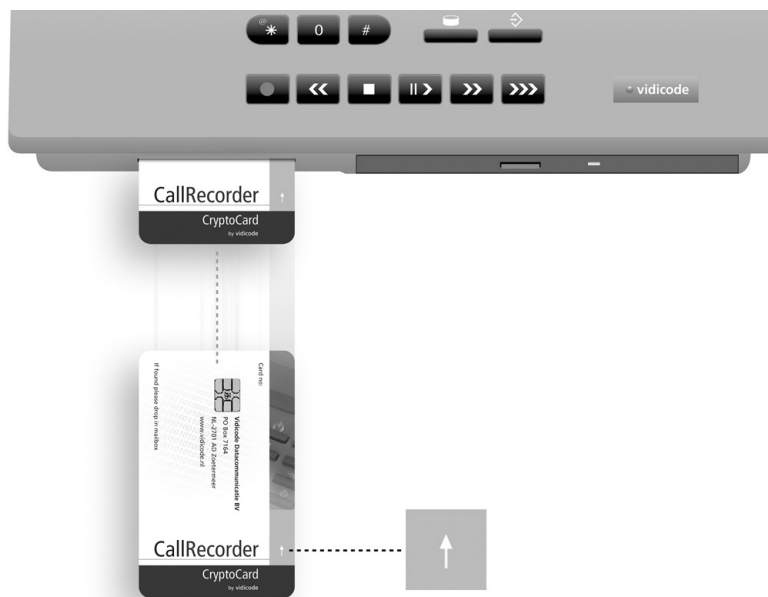 @
* 0 #
vidicode
CallRecorder
CryptoCard
by vidicode
Card no:
Vidicode Datacommunicatie BV
PO Box 7164
NL-2701 AD Zoetermeer
www.vidicode.nl
If found please drop in mailbox
CallRecorder
CryptoCard
by vidicode